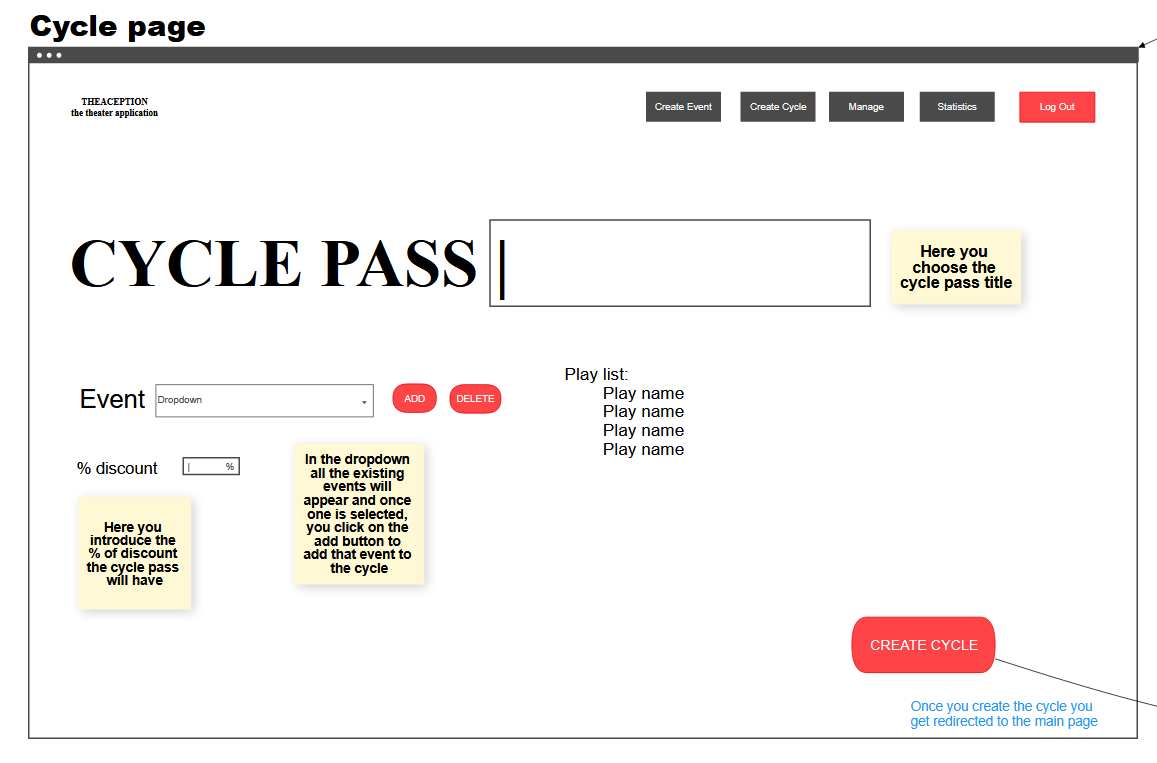 Cycle page
THEACEPTION
the theater application
Create Event
Create Cycle
Manage
Statistics
Log Out
CYCLE PASS
Here you
choose the
cycle pass title
Event
Dropdown
ADD
DELETE
Play list:
Play name
Play name
Play name
Play name
% discount
%
In the dropdown
all the existing
events will
appear and once
one is selected,
you click on the
add button to
add that event to
the cycle
Here you
introduce the
% of discount
the cycle pass
will have
CREATE CYCLE
Once you create the cycle you
get redirected to the main page